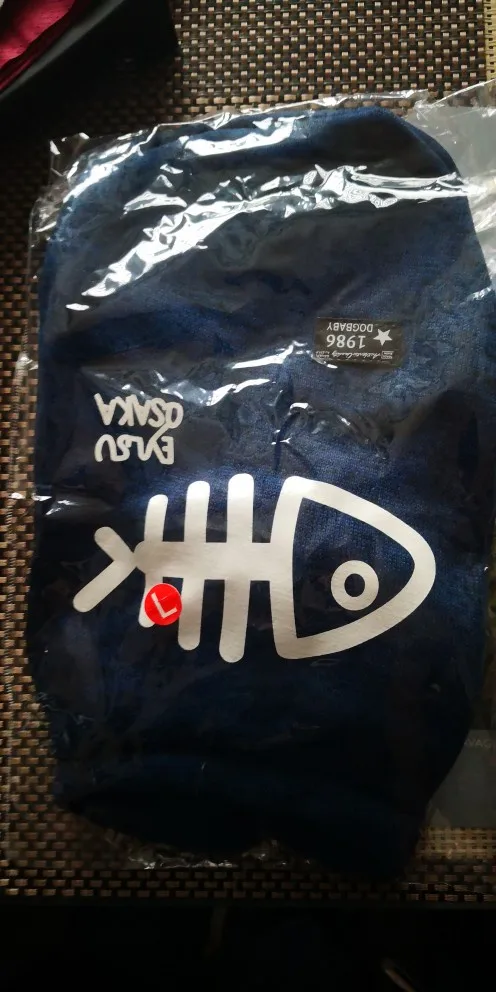 EVISU
OSAKA
1986
DOGBABY
L